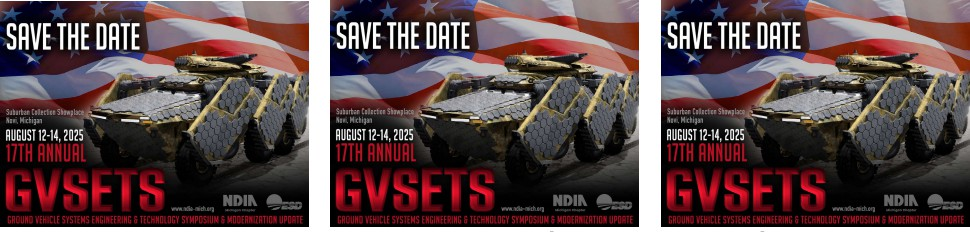 SAVE THE DATE
Suburban Collection Showplace
Novi, Michigan
AUGUST 12-14, 2025
17TH ANNUAL
GVSETS
www.ndia-mich.org
NDIA
ESD
GROUND VEHICLE SYSTEMS ENGINEERING & TECHNOLOGY SYMPOSIUM & MODERNIZATION UPDATE
SAVE THE DATE
Suburban Collection Showplace
Novi, Michigan
AUGUST 12-14, 2025
17TH ANNUAL
GVSETS
www.ndia-mich.org
NDIA
ESD
GROUND VEHICLE SYSTEMS ENGINEERING & TECHNOLOGY SYMPOSIUM & MODERNIZATION UPDATE
SAVE THE DATE
Suburban Collection Showplace
Novi, Michigan
AUGUST 12-14, 2025
17TH ANNUAL
GVSETS
www.ndia-mich.org
NDIA
ESD
GROUND VEHICLE SYSTEMS ENGINEERING & TECHNOLOGY SYMPOSIUM & MODERNIZATION UPDATE